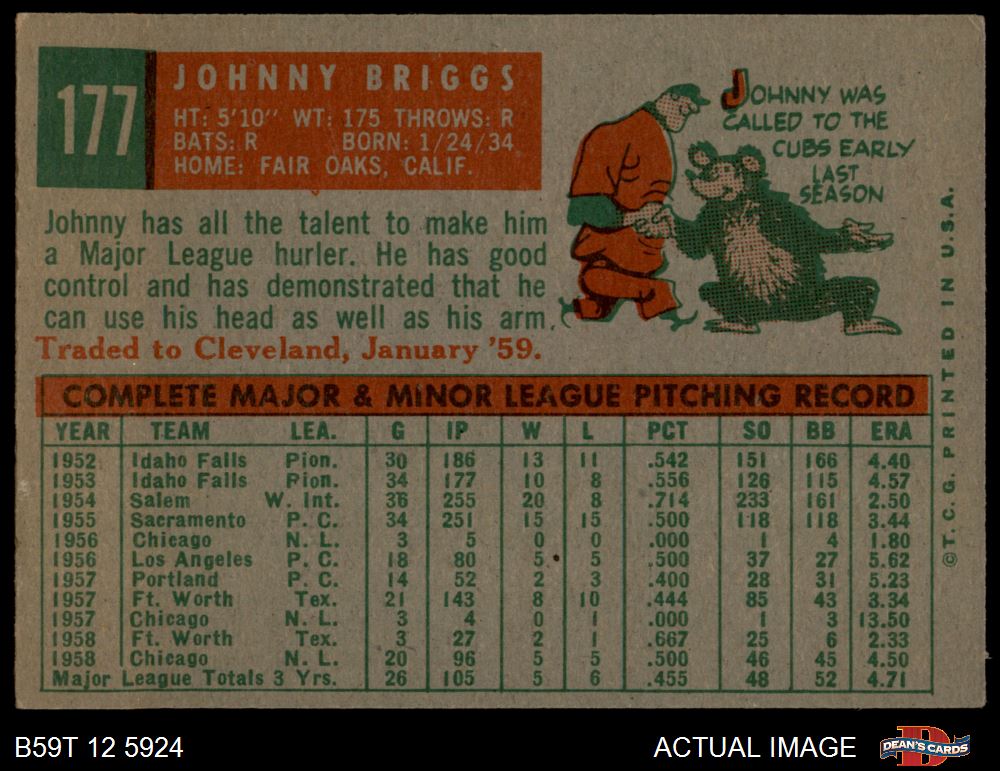 177
JOHNNY BRIGGS
HT: 5'10" WT: 175 THROWS: R
BATS: R BORN: 1/24/34
HOME: FAIR OAKS, CALIF.
JOHNNY WAS
CALLED TO THE
CUBS EARLY
LAST
SEASON
Johnny has all the talent to make him
a Major League hurler. He has good
control and has demonstrated that he
can use his head as well as his arm.
Traded to Cleveland, January '59.
COMPLETE MAJOR & MINOR LEAGUE PITCHING RECORD
YEAR TEAM LEA. G IP W L PCT SO BB ERA
1952 Idaho Falls Pion. 30 186 13 11 .542 151 166 4.40
1953 Idaho Falls Pion. 34 177 10 8 .556 126 115 4.57
1954 Salem W. Int. 36 255 20 8 .714 233 161 2.50
1955 Sacramento P. C. 34 251 15 15 .500 118 118 3.44
1956 Chicago N. L. 3 5 0 0 .000 1 4 1.80
1956 Los Angeles P. C. 18 80 5 5 .500 37 27 5.62
1957 Portland P. C. 14 52 2 3 .400 28 31 5.23
1957 Ft. Worth Tex. 21 143 8 10 .444 85 43 3.34
1957 Chicago N. L. 3 4 0 1 .000 1 3 13.50
1958 Ft. Worth Tex. 3 27 2 1 .667 25 6 2.33
1958 Chicago N. L. 20 96 5 5 .500 46 45 4.50
Major League Totals 3 Yrs. 26 105 5 6 .455 48 52 4.71
©T. C. G. PRINTED IN U.S.A.
B59T 12 5924
ACTUAL IMAGE
DEAN'S CARDS